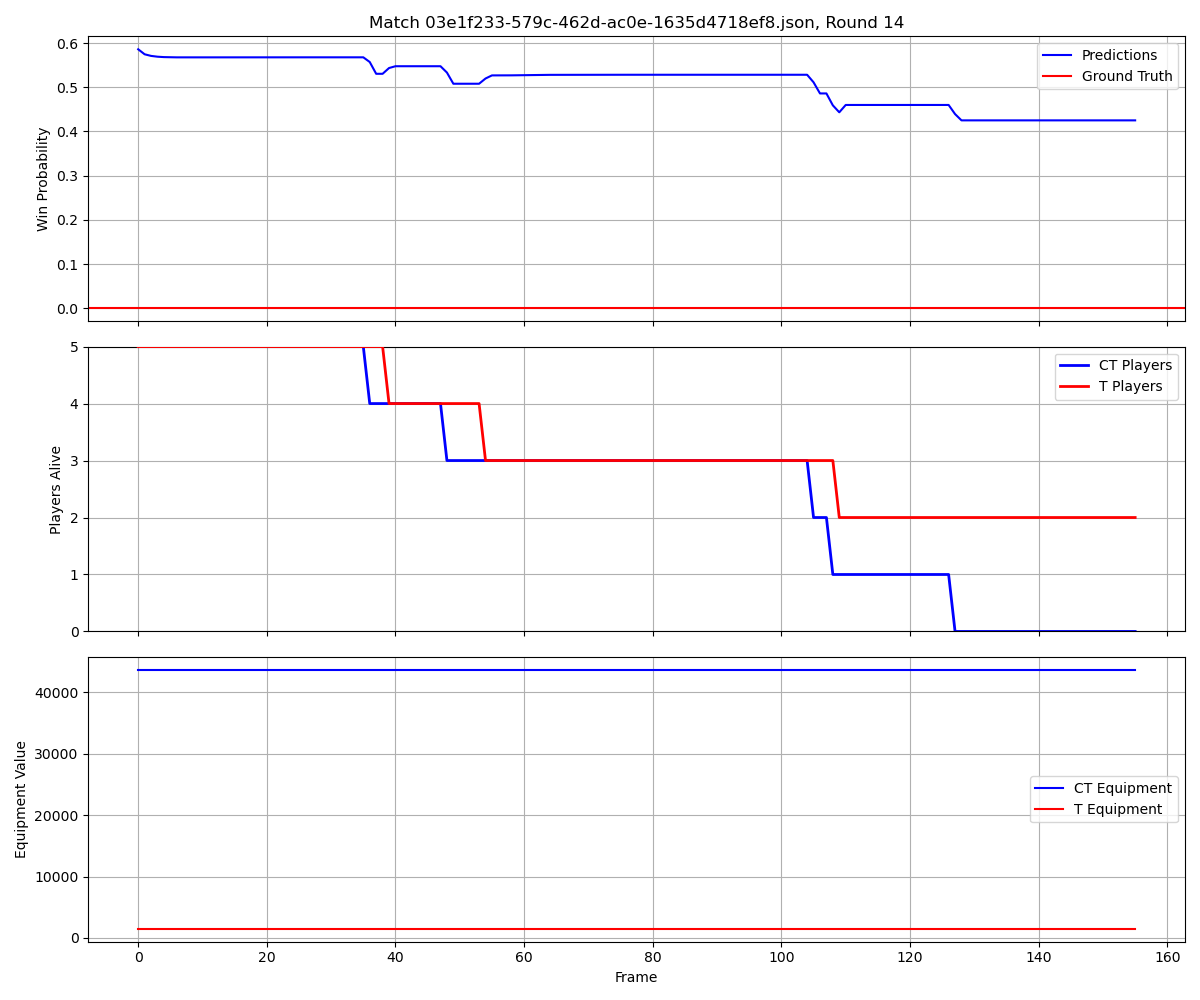 Match 03e1f233-579c-462d-ac0e-1635d4718ef8.json, Round 14
0.6
0.5
0.4
0.3
0.2
0.1
0.0
Win Probability
Predictions
Ground Truth
5
4
3
2
1
0
Players Alive
CT Players
T Players
40000
30000
20000
10000
0
Equipment Value
CT Equipment
T Equipment
0 20 40 60 80 100 120 140 160
Frame